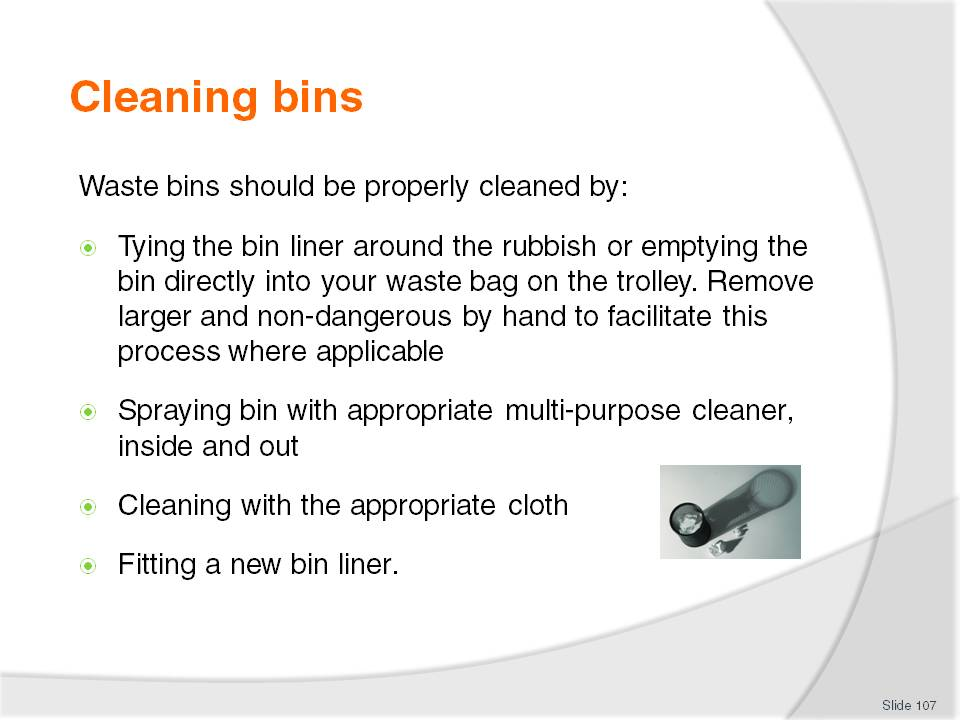 Cleaning bins
Waste bins should be properly cleaned by:
Tying the bin liner around the rubbish or emptying the
bin directly into your waste bag on the trolley. Remove
larger and non-dangerous by hand to facilitate this
process where applicable
Spraying bin with appropriate multi-purpose cleaner,
inside and out
Cleaning with the appropriate cloth
Fitting a new bin liner.
Slide 107